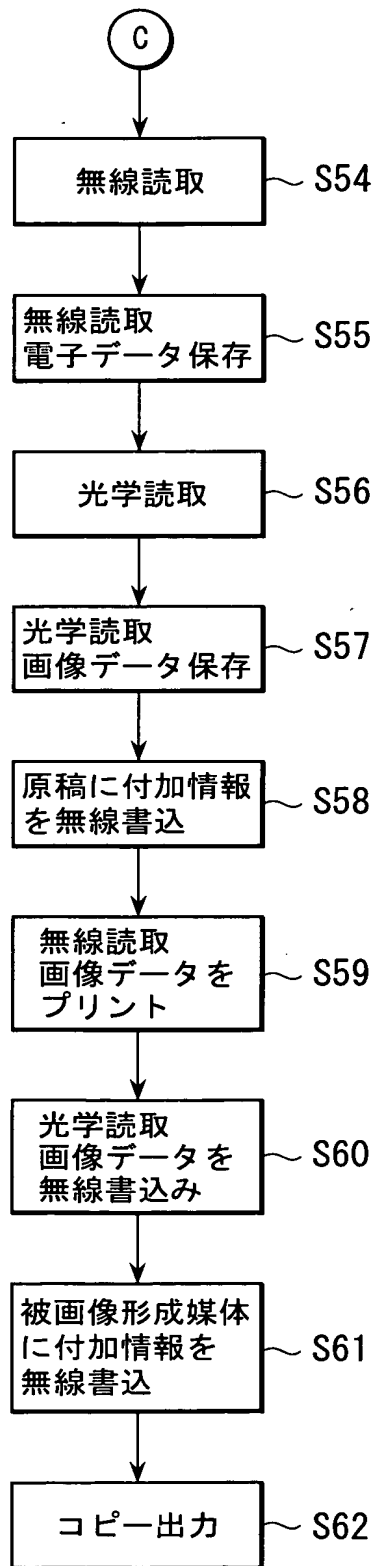 C
無線読取
S54
無線読取
電子データ保存
S55
光学読取
S56
光学読取
画像データ保存
S57
原稿に付加情報
を無線書込
S58
無線読取
画像データを
プリント
S59
光学読取
画像データを
無線書込み
S60
被画像形成媒体
に付加情報を
無線書込
S61
コピー出力
S62